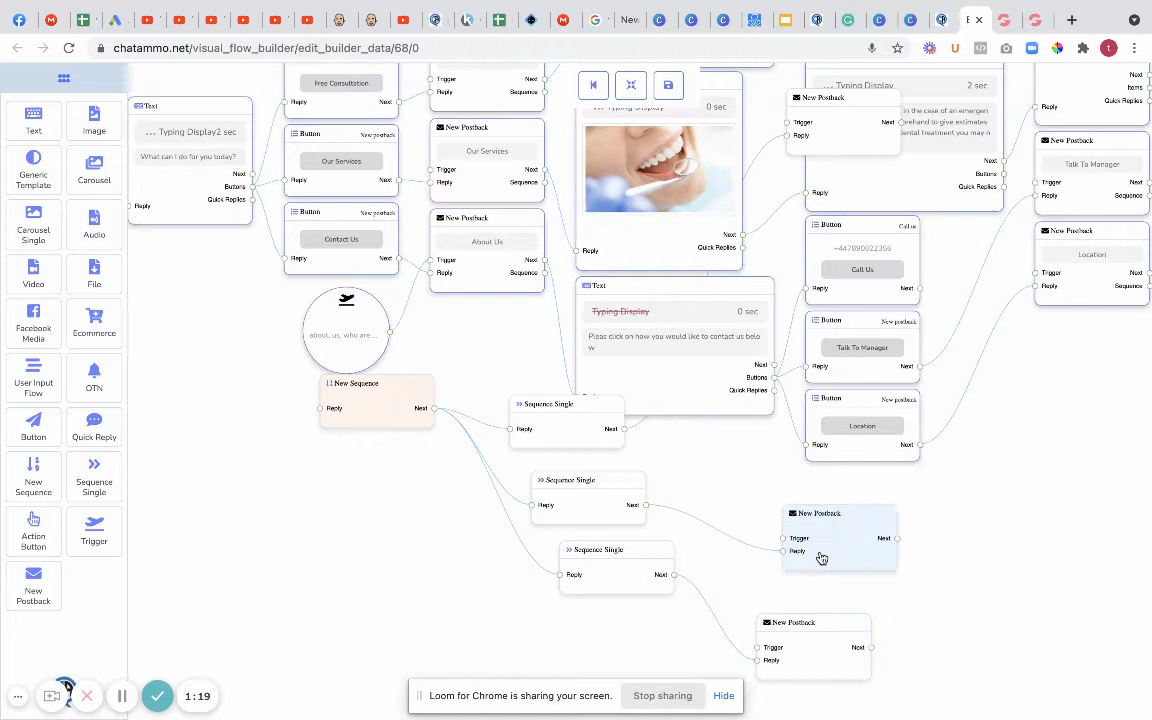 New
chatammo.net/visual_flow_builder/edit_builder_data/68/0
t
Text
Image
Generic
Template
Carousel
Carousel
Single
Audio
Video
File
Facebook
Media
Ecommerce
User Input
Flow
OTN
Button
Quick Reply
New
Sequence
Sequence
Single
Action
Button
Trigger
New
Postback
Text
... Typing Display2 sec
What can I do for you today?
Next
Buttons
Quick Replies
Reply
Free Consultation
Reply
Next
Button
New postback
Our Services
Reply
Next
Button
New postback
Contact Us
Reply
Next
about, us, who are ...
Trigger
Next
Reply
Sequence
New Postback
Our Services
Trigger
Next
Reply
Sequence
New Postback
About Us
Trigger
Next
Reply
Sequence
... Typing Display
0 sec
Next
Reply
Quick Replies
Text
Typing Display
0 sec
Pleas click on how you would like to contact us belo
w
Next
Buttons
Quick Replies
New Postback
Trigger
Next
Reply
... Typing Display
2 sec
in the case of an emergen
rehand to give estimates
dental treatment you may n
Next
Buttons
Reply
Quick Replies
Button
Call us
+447890022356
Call Us
Reply
Next
Button
New postback
Talk To Manager
Reply
Next
Button
New postback
Location
Reply
Next
Next
Items
Reply
Quick Replies
New Postback
Talk To Manager
Trigger
Next
Reply
Sequence
New Postback
Location
Trigger
Next
Reply
Sequence
New Sequence
Reply
Next
Sequence Single
Reply
Next
Sequence Single
Reply
Next
Sequence Single
Reply
Next
New Postback
Trigger
Next
Reply
New Postback
Trigger
Next
Reply
1:19
Loom for Chrome is sharing your screen.
Stop sharing
Hide